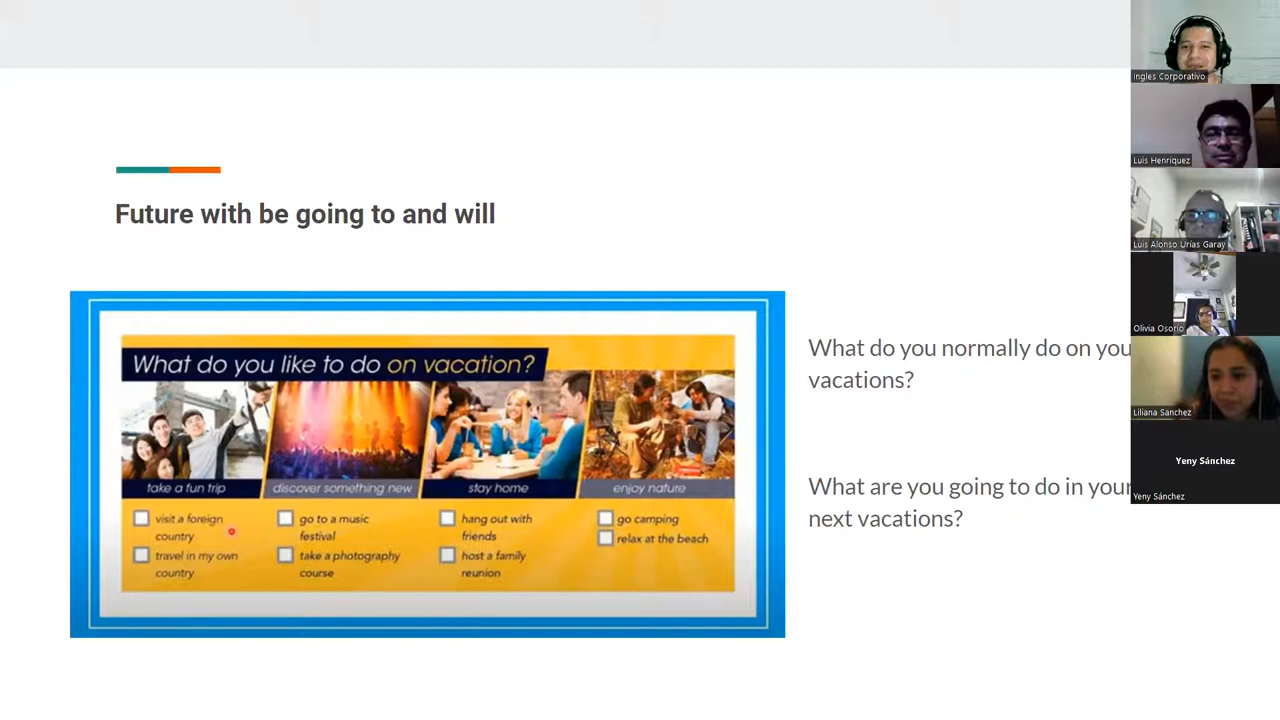 Future with be going to and will
What do you like to do on vacation?
take a fun trip
discover something new
stay home
enjoy nature
visit a foreign
country
travel in my own
country
go to a music
festival
take a photography
course
hang out with
friends
host a family
reunion
go camping
relax at the beach
What do you normally do on you
vacations?
What are you going to do in your
next vacations?
Ingles Corporativo
Luis Henriquez
Luis Alonso Urías Garay
Olivia Osorio
Liliana Sanchez
Yeny Sánchez
Yeny Sánchez